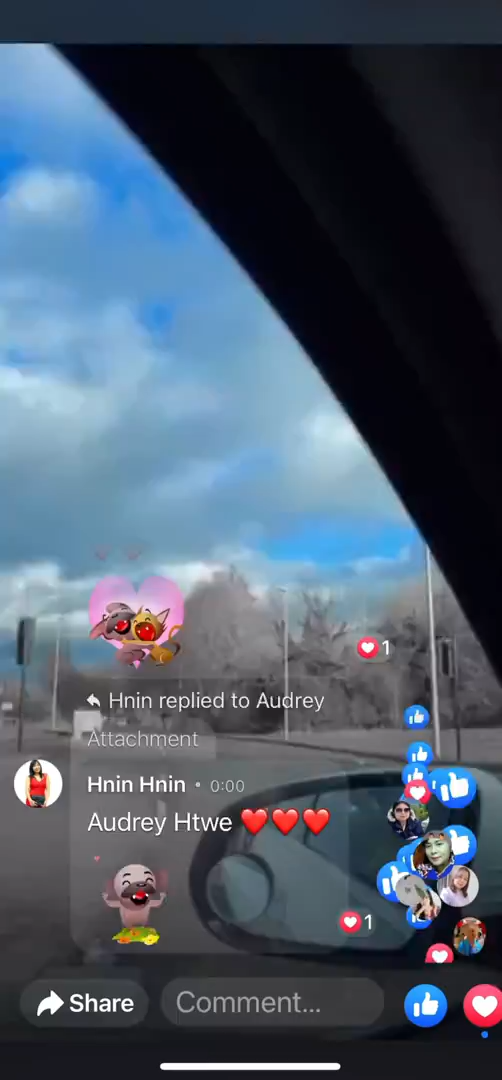 1
Hnin replied to Audrey
Attachment
Hnin Hnin • 0:00
Audrey Htwe ❤️❤️❤️
1
Share
Comment...